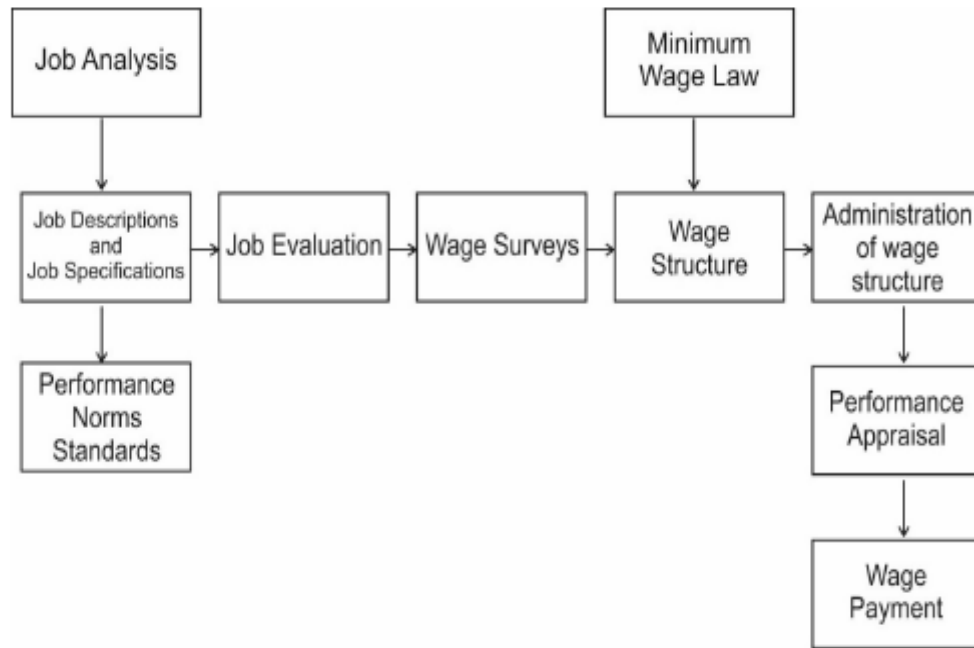 Job Analysis
Minimum
Wage Law
Job Descriptions
and
Job Specifications
Job Evaluation
Wage Surveys
Wage
Structure
Administration
of wage
structure
Performance
Norms
Standards
Performance
Appraisal
Wage
Payment